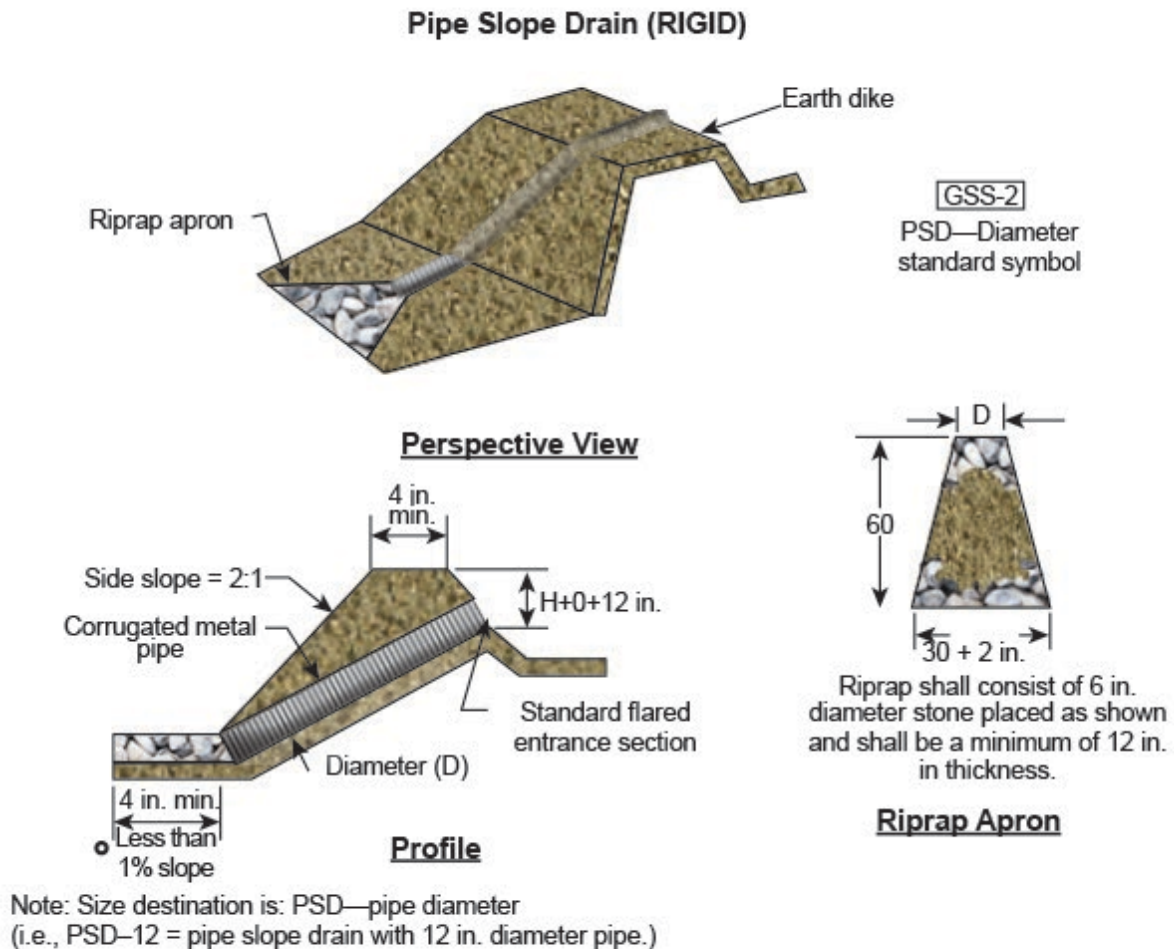 Pipe Slope Drain (RIGID)
Earth dike
Riprap apron
GSS-2
PSD—Diameter
standard symbol
Perspective View
D
60
30 + 2 in.
Riprap shall consist of 6 in.
diameter stone placed as shown
and shall be a minimum of 12 in.
in thickness.
Riprap Apron
4 in.
min.
Side slope = 2:1
H+0+12 in.
Corrugated metal
pipe
Standard flared
entrance section
Diameter (D)
4 in. min.
Less than
1% slope
Profile
Note: Size destination is: PSD—pipe diameter
(i.e., PSD–12 = pipe slope drain with 12 in. diameter pipe.)